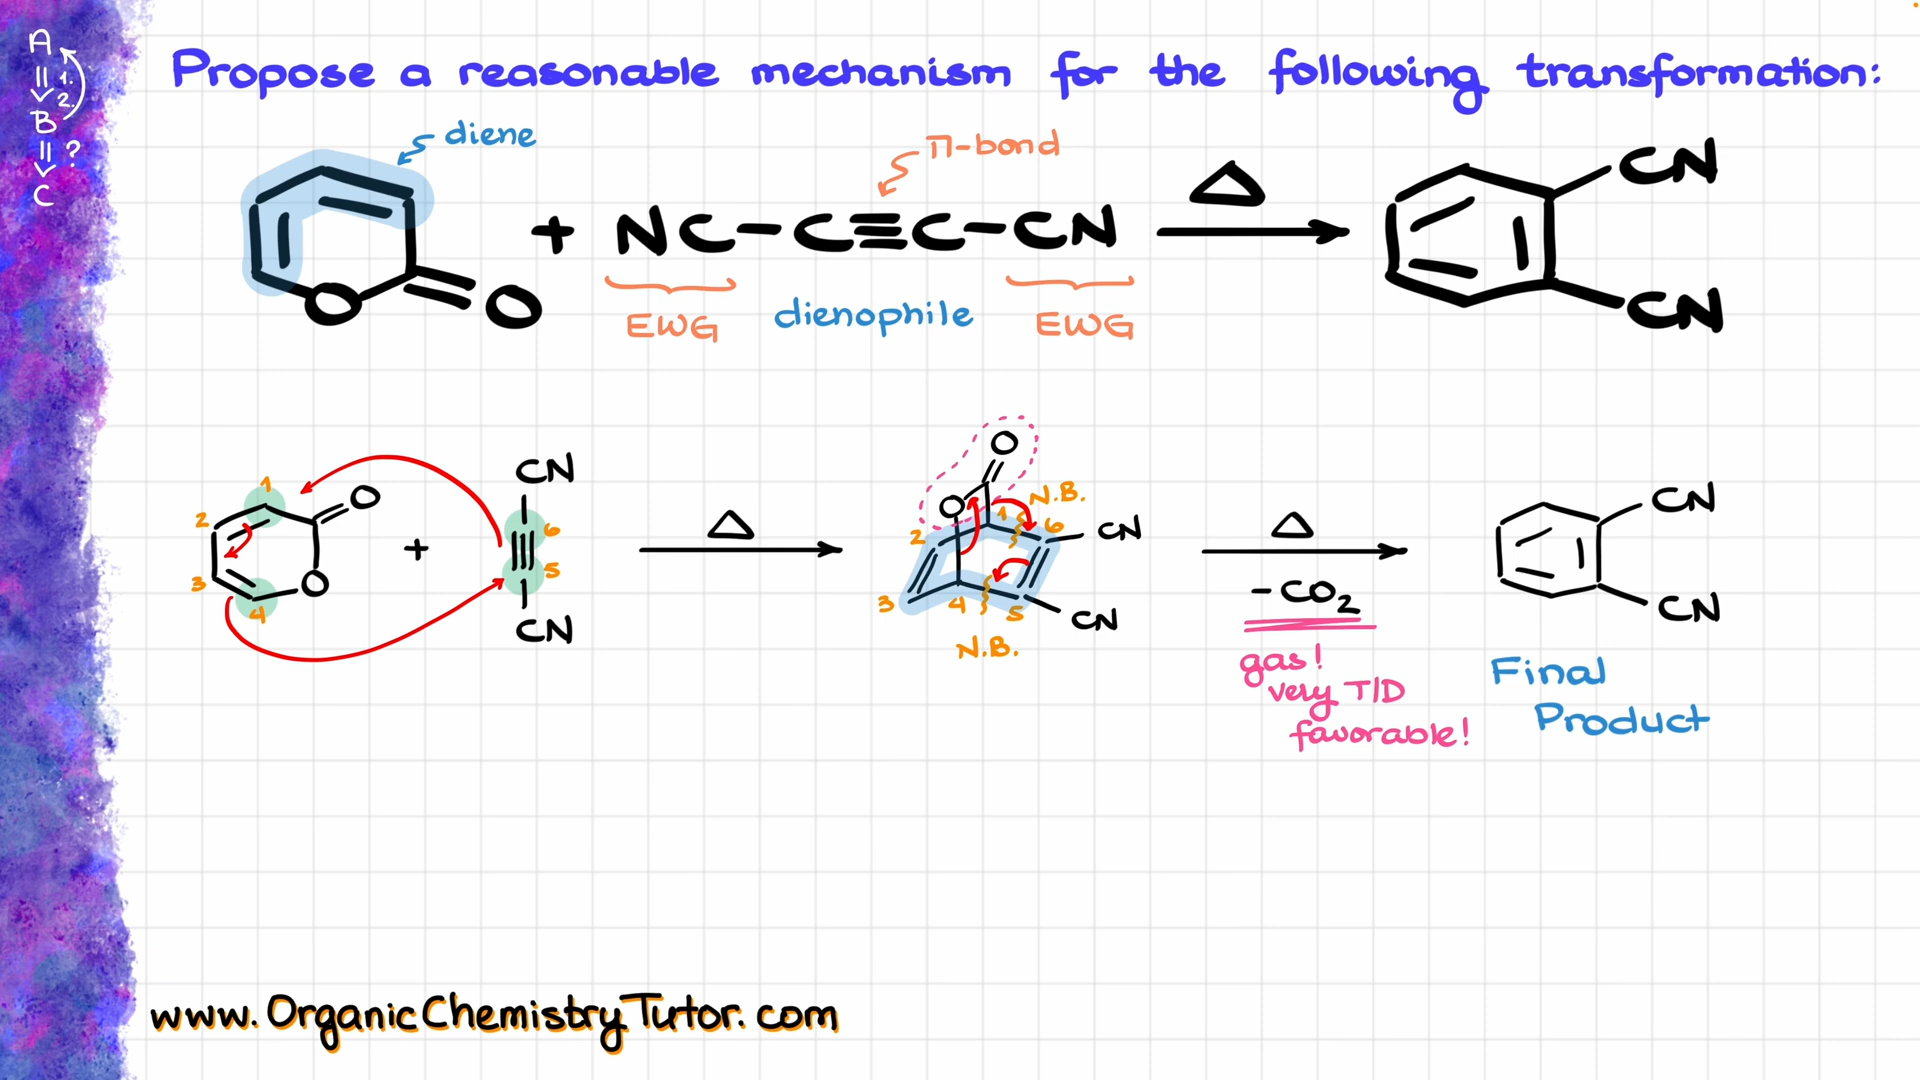 Propose a reasonable mechanism for the following transformation:
A
1.
2.
B
?
C
diene
π-bond
O
O
+
NC-C≡C-CN
Δ
CN
CN
EWG
dienophile
EWG
1
2
3
4
O
O
+
CN
6
5
CN
Δ
O
O
N.B.
1
2
3
4
5
6
CN
CN
N.B.
Δ
-CO2
gas!
very T/D
favorable!
CN
CN
Final
Product
www.OrganicChemistryTutor.com